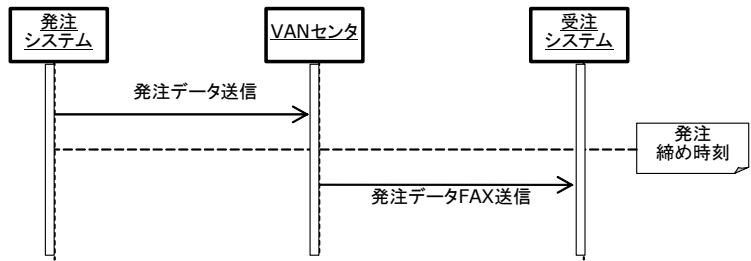 発注
システム
VANセンタ
受注
システム
発注データ送信
発注
締め時刻
発注データFAX送信